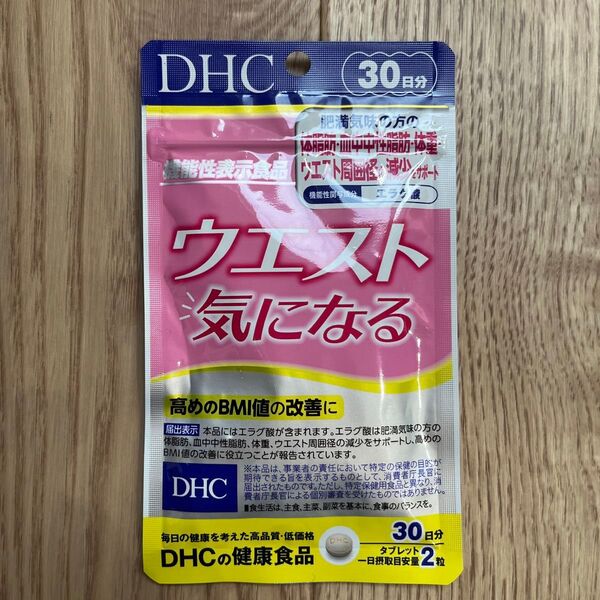 DHC
30日分
肥満気味の方の
体脂肪・血中中性脂肪・体重
ウエスト周囲径の減少をサポート
機能性表示食品
機能性関与成分 エラグ酸
ウエスト
気になる
高めのBMI値の改善に
届出表示 本品にはエラグ酸が含まれます。エラグ酸は肥満気味の方の
体脂肪、血中中性脂肪、体重、ウエスト周囲径の減少をサポートし、高めの
BMI値の改善に役立つことが報告されています。
DHC
※本品は、事業者の責任において特定の保健の目的が
期待できる旨を表示するものとして、消費者庁長官に
届出されたものです。ただし、特定保健用食品と異なり、消
費者庁長官による個別審査を受けたものではありません。
■食生活は、主食、主菜、副菜を基本に、食事のバランスを。
毎日の健康を考えた高品質・低価格
DHCの健康食品
30日分
タブレット
一日摂取目安量2粒